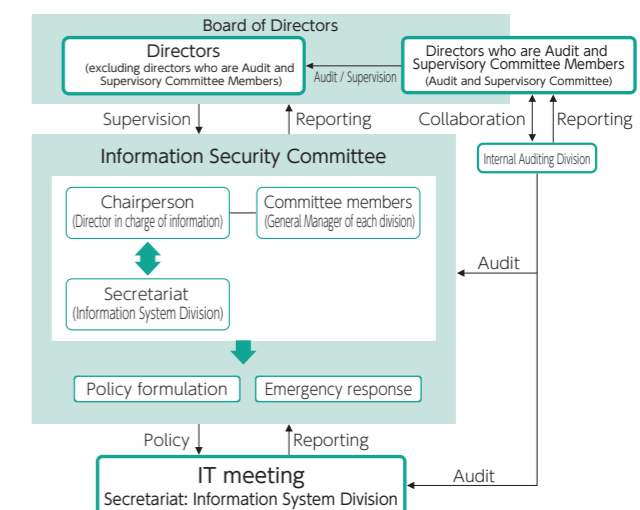 Board of Directors
Directors
(excluding directors who are Audit and
Supervisory Committee Members)
Audit / Supervision
Directors who are Audit and
Supervisory Committee Members
(Audit and Supervisory Committee)
Supervision
Reporting
Collaboration
Reporting
Information Security Committee
Internal Auditing Division
Chairperson
(Director in charge of information)
Committee members
(General Manager of each division)
Audit
Secretariat
(Information System Division)
Policy formulation
Emergency response
Policy
Reporting
IT meeting
Secretariat: Information System Division
Audit